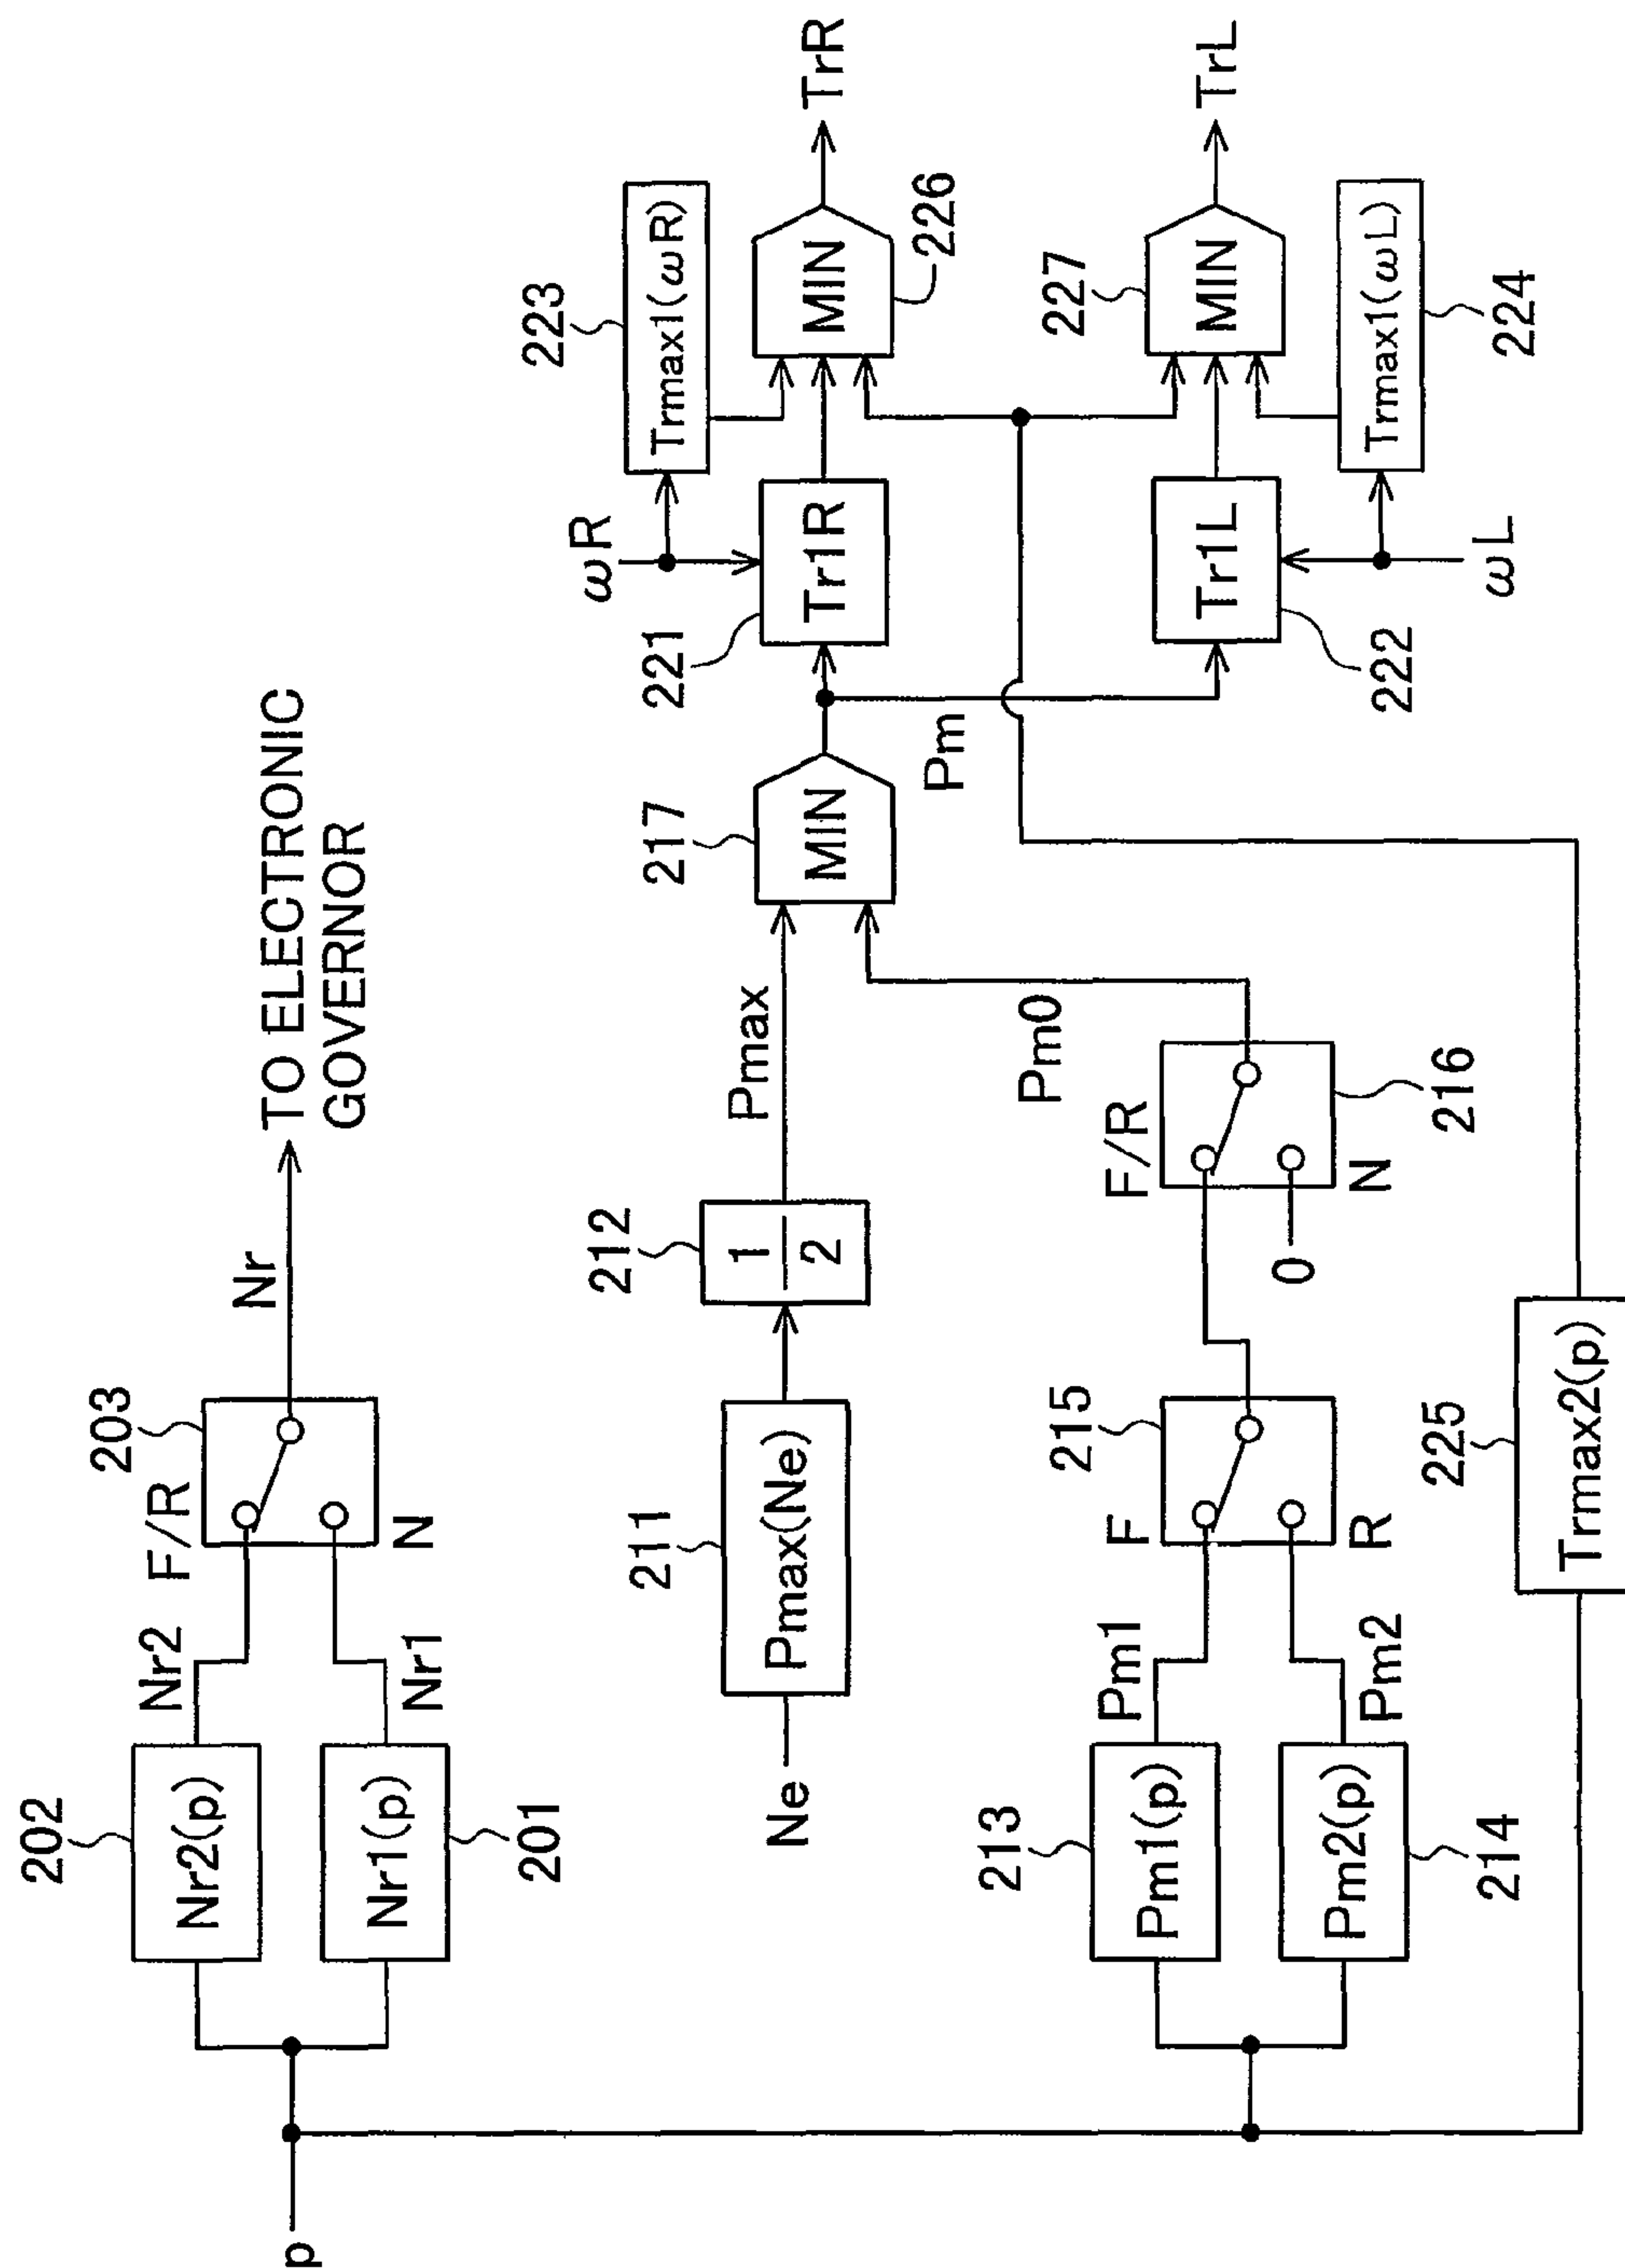 p
202
Nr2(p)
Nr1(p)
201
Nr2
Nr1
203
F/R
N
Nr
TO ELECTRONIC
GOVERNOR
Ne
211
Pmax(Ne)
212
1
2
Pmax
213
Pm1(p)
Pm2(p)
214
Pm1
Pm2
215
F
R
F/R
N
0
216
Pm0
217
MIN
Pm
225
Trmax2(p)
ωR
221
Tr1R
223
Trmax1(ωR)
MIN
226
TrR
Tr1L
222
ωL
227
MIN
Trmax1(ωL)
224
TrL